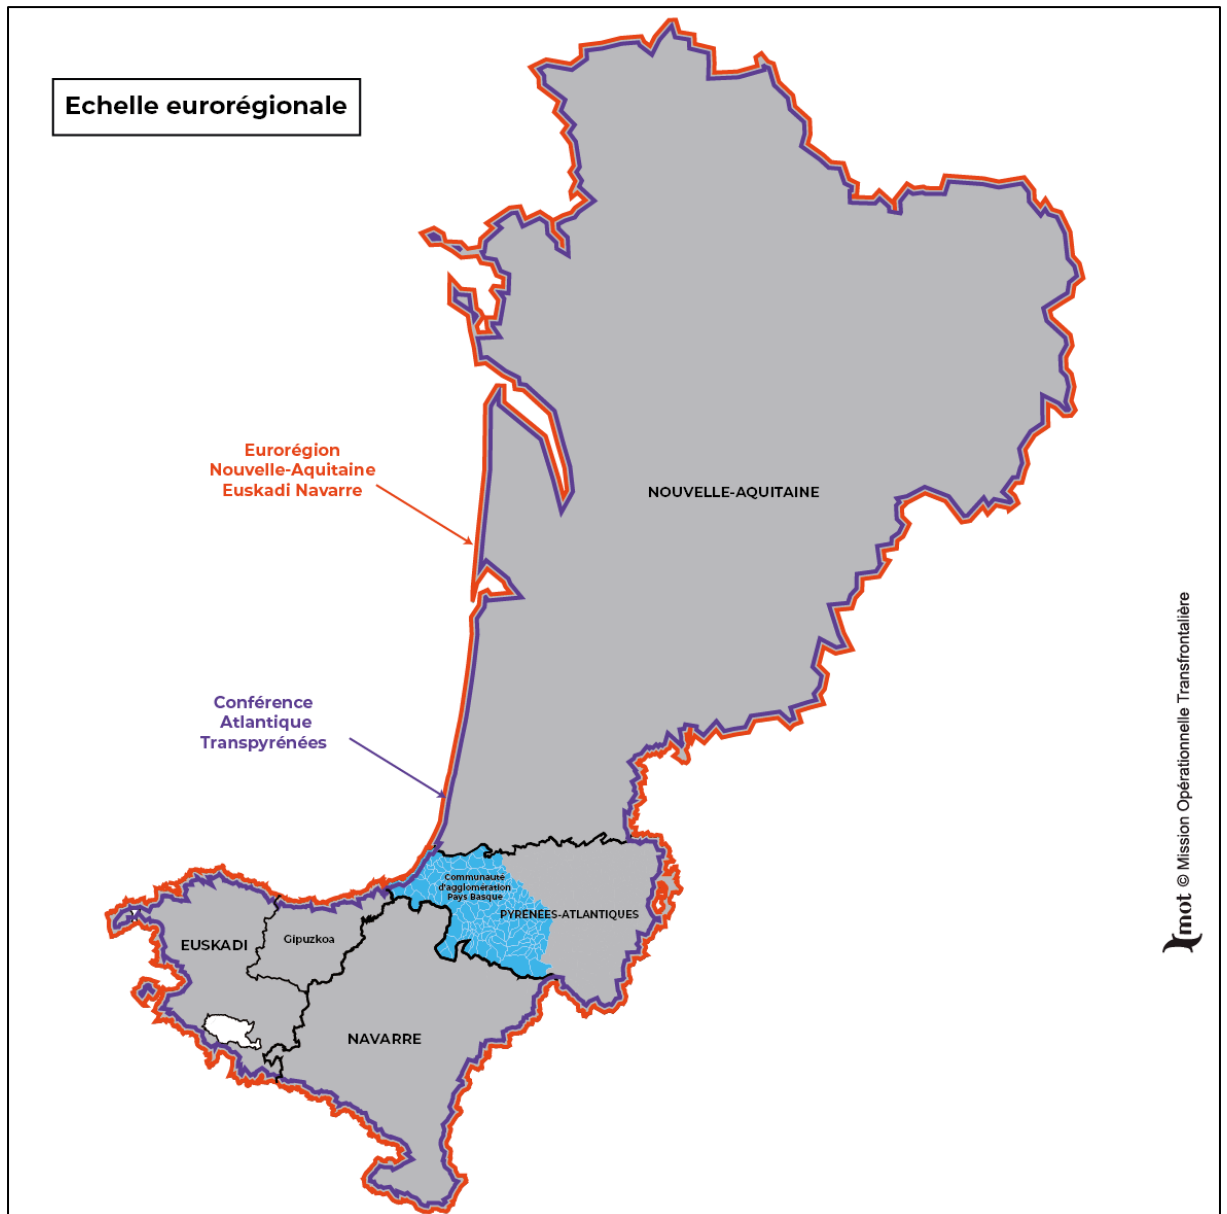 Echelle eurorégionale
Eurorégion
Nouvelle-Aquitaine
Euskadi Navarre
NOUVELLE-AQUITAINE
Conférence
Atlantique
Transpyrénées
Communauté
d'agglomération
Pays Basque
PYRENÉES-ATLANTIQUES
EUSKADI
Gipuzkoa
NAVARRE
mot © Mission Opérationnelle Transfrontalière